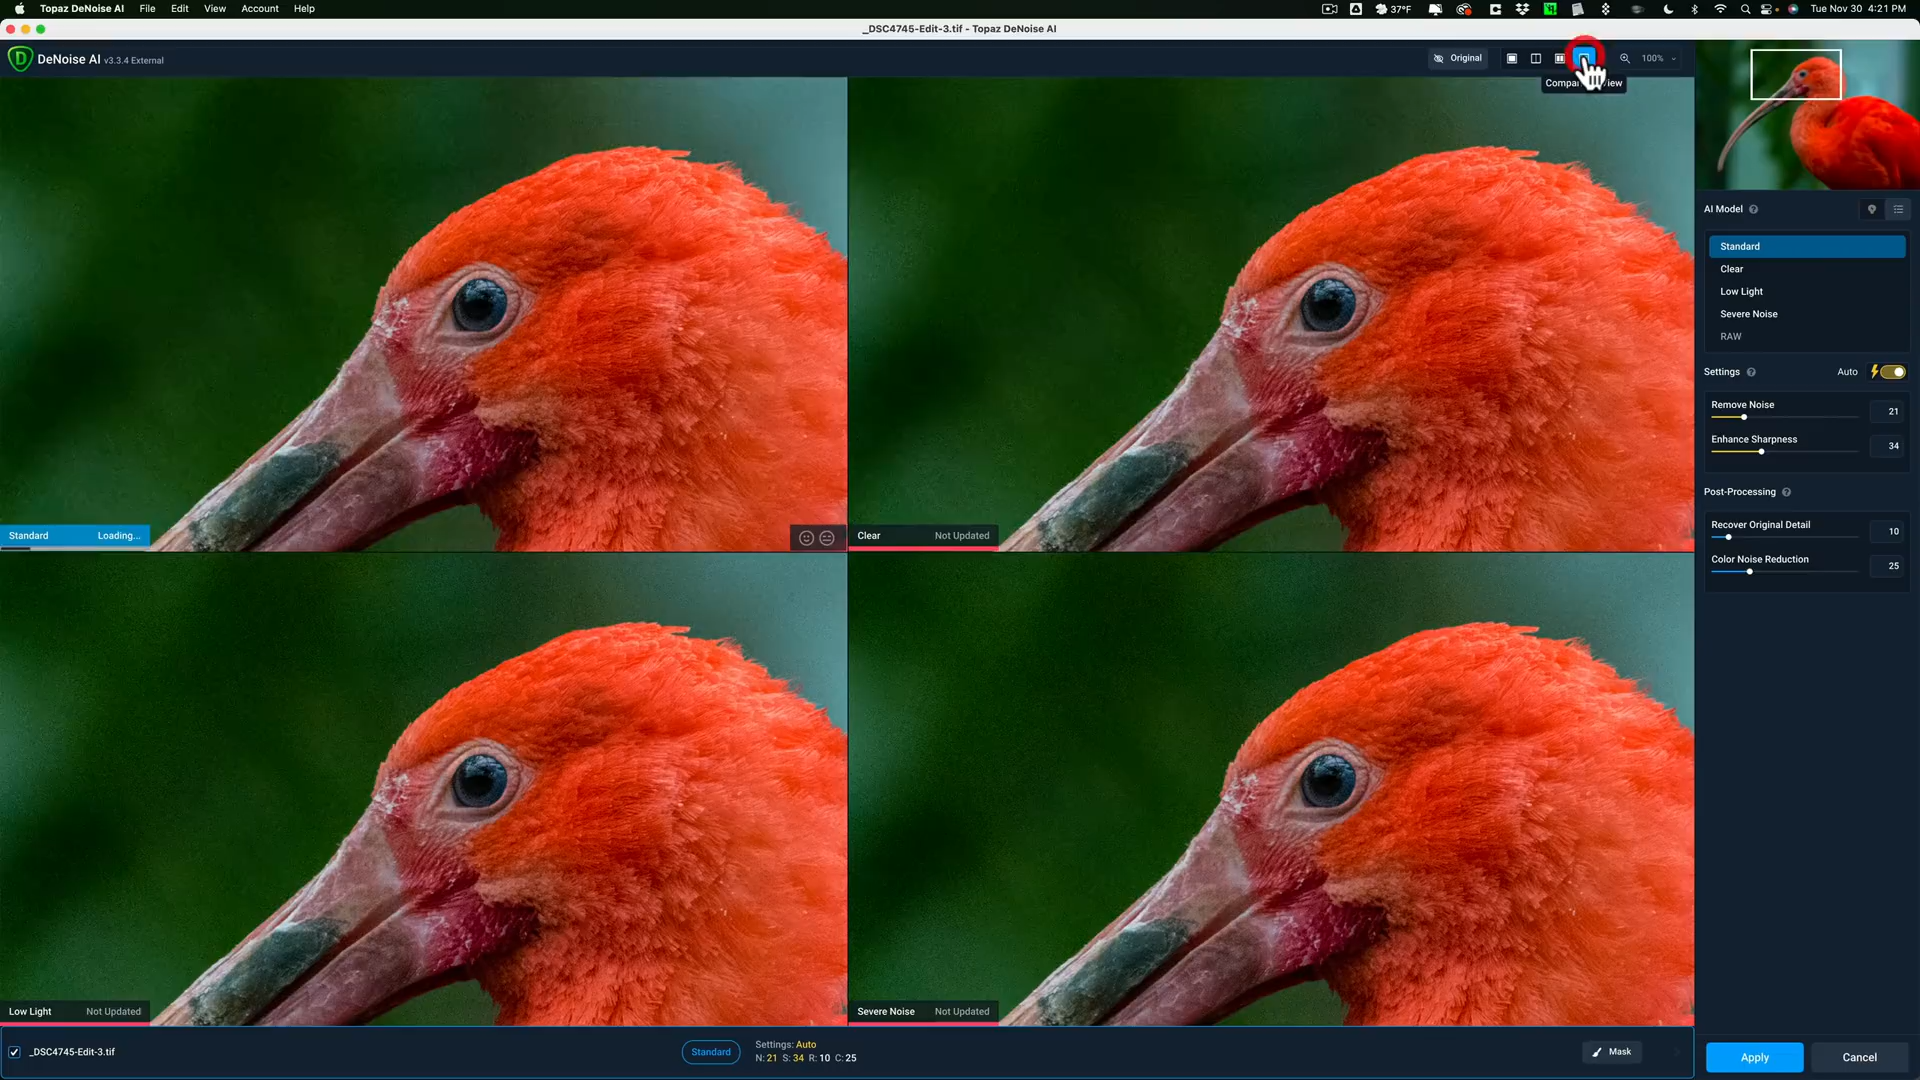 Topaz DeNoise AI File Edit View Account Help 37°F Tue Nov 30 4:21 PM
_DSC4745-Edit-3.tif - Topaz DeNoise AI
DeNoise AI v3.3.4 External Original 100%
AI Model
Standard
Clear
Low Light
Severe Noise
RAW
Settings Auto
Remove Noise 21
Enhance Sharpness 34
Post-Processing
Recover Original Detail 10
Color Noise Reduction 25
Standard Loading...
Clear Not Updated
Low Light Not Updated
Severe Noise Not Updated
_DSC4745-Edit-3.tif Standard Settings: Auto
N: 21 S: 34 R: 10 C: 25
Mask
Apply Cancel